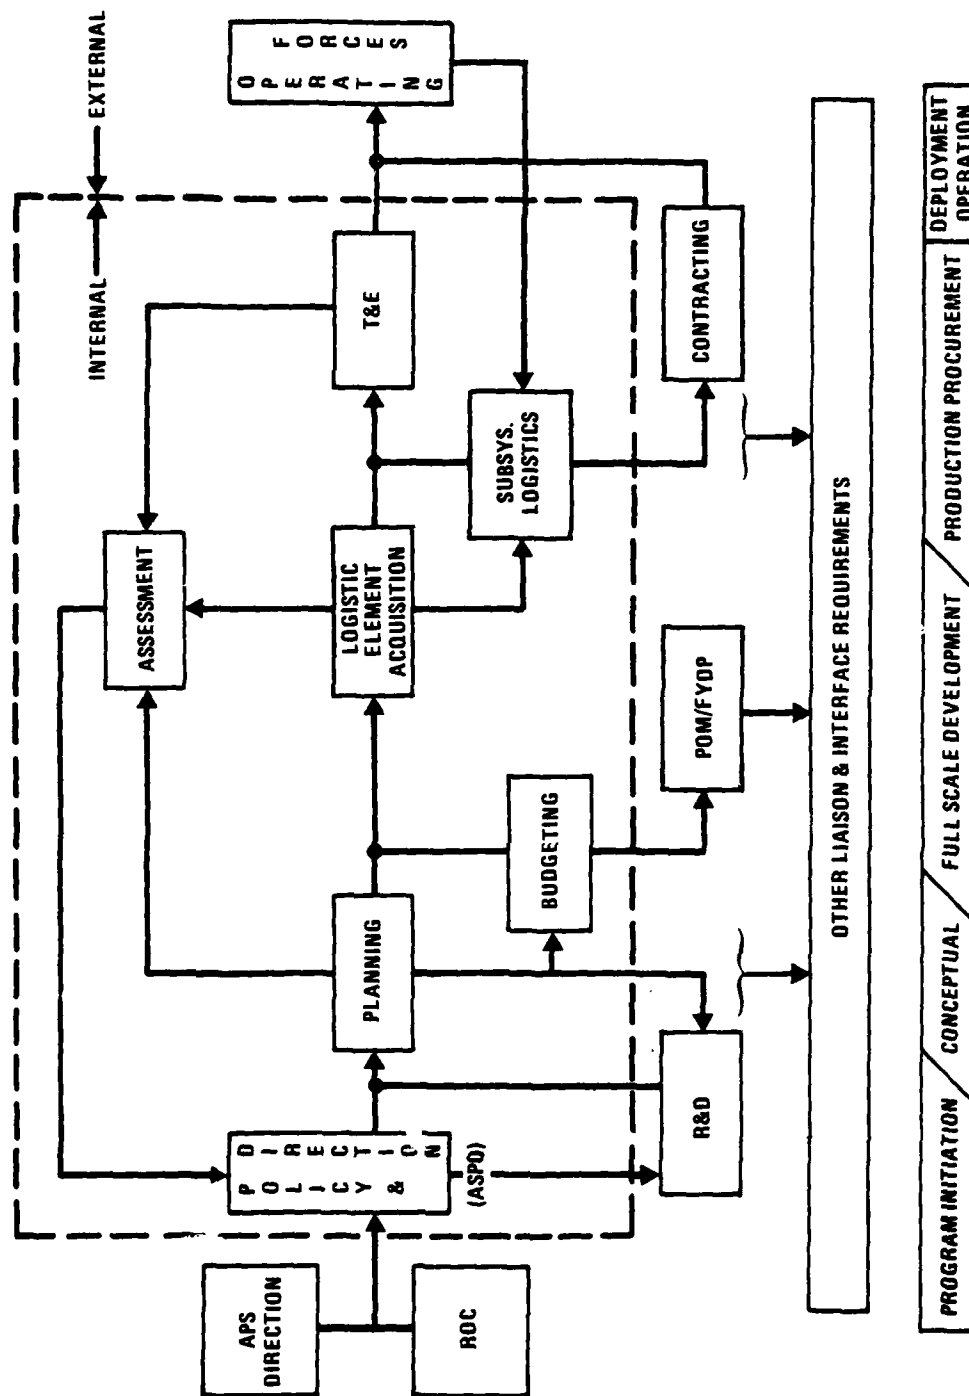 INTERNAL
EXTERNAL
ASSESSMENT
APS
DIRECTION
ROC
POLICY &
DIRECTION
(ASPD)
PLANNING
LOGISTIC
ELEMENT
ACQUISITION
T&E
OPERATING
FORCES
BUDGETING
SUBSYS.
LOGISTICS
R&D
POM/FYDP
CONTRACTING
OTHER LIAISON & INTERFACE REQUIREMENTS
PROGRAM INITIATION
CONCEPTUAL
FULL SCALE DEVELOPMENT
PRODUCTION PROCUREMENT
DEPLOYMENT
OPERATION